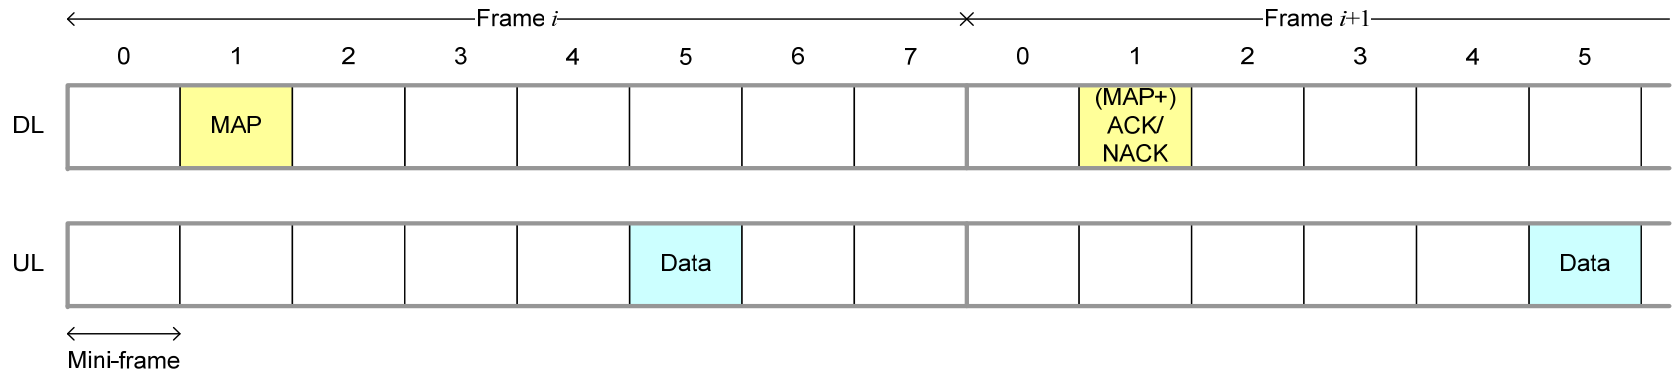 Frame i
Frame i+1
0 1 2 3 4 5 6 7 0 1 2 3 4 5
DL
MAP
(MAP+)
ACK/
NACK
UL
Data
Data
Mini-frame